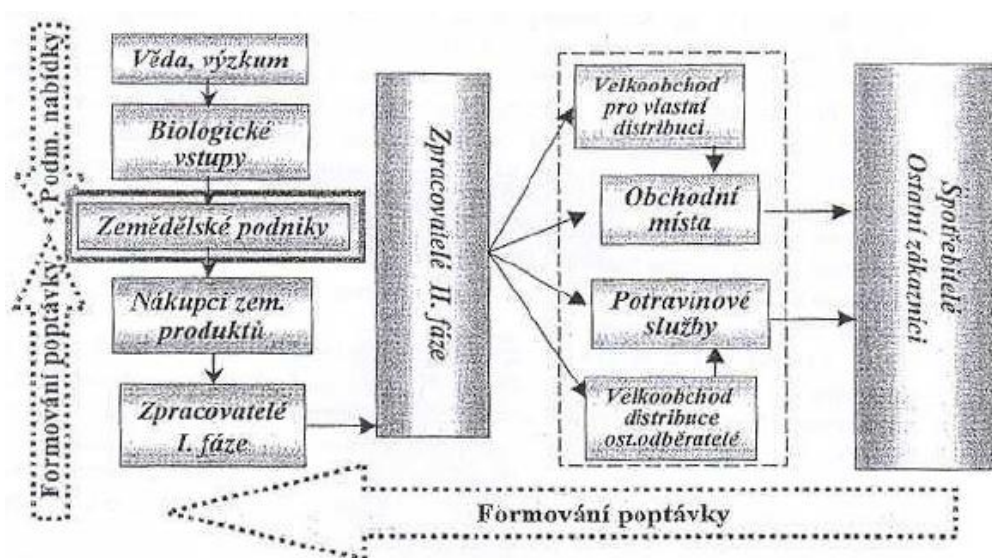 Podm. nabídky
Formování poptávky
Věda, výzkum
Biologické
vstupy
Zemědělské podniky
Nákupci zem.
produktů
Zpracovatelé
I. fáze
Zpracovatelé II. fáze
Velkoobchod
pro vlastní
distribuci
Obchodní
místa
Potravinové
služby
Velkoobchod
distribuce
ost.odběratelé
Spotřebitelé
Ostatní zákazníci
Formování poptávky